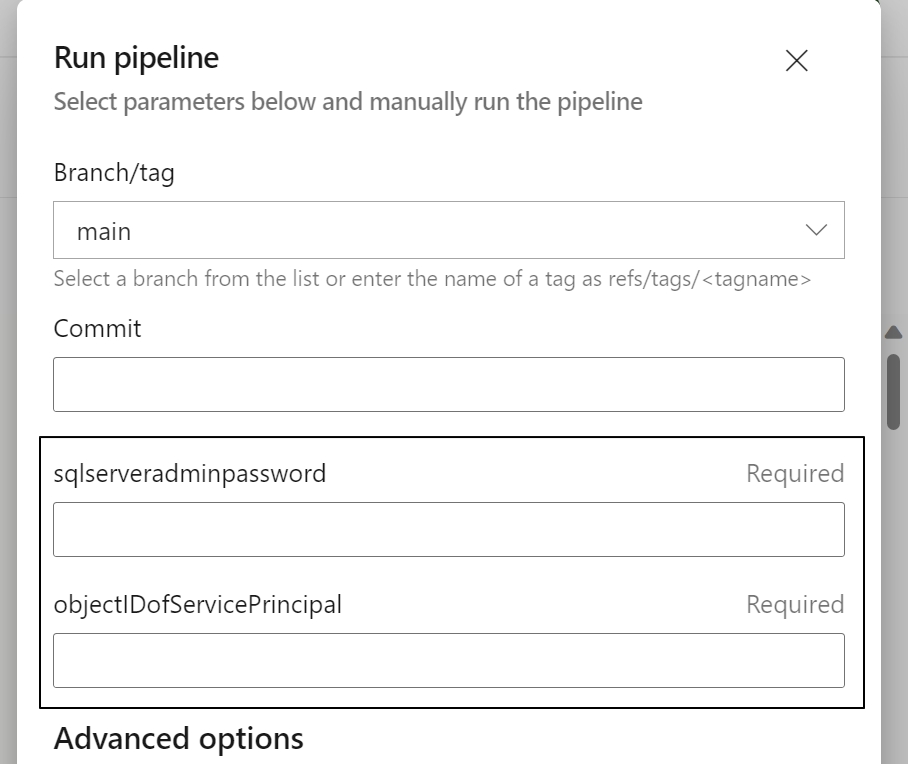 Run pipeline
Select parameters below and manually run the pipeline
Branch/tag
main
Select a branch from the list or enter the name of a tag as refs/tags/<tagname>
Commit
sqlserveradminpassword Required
objectIDofServicePrincipal Required
Advanced options